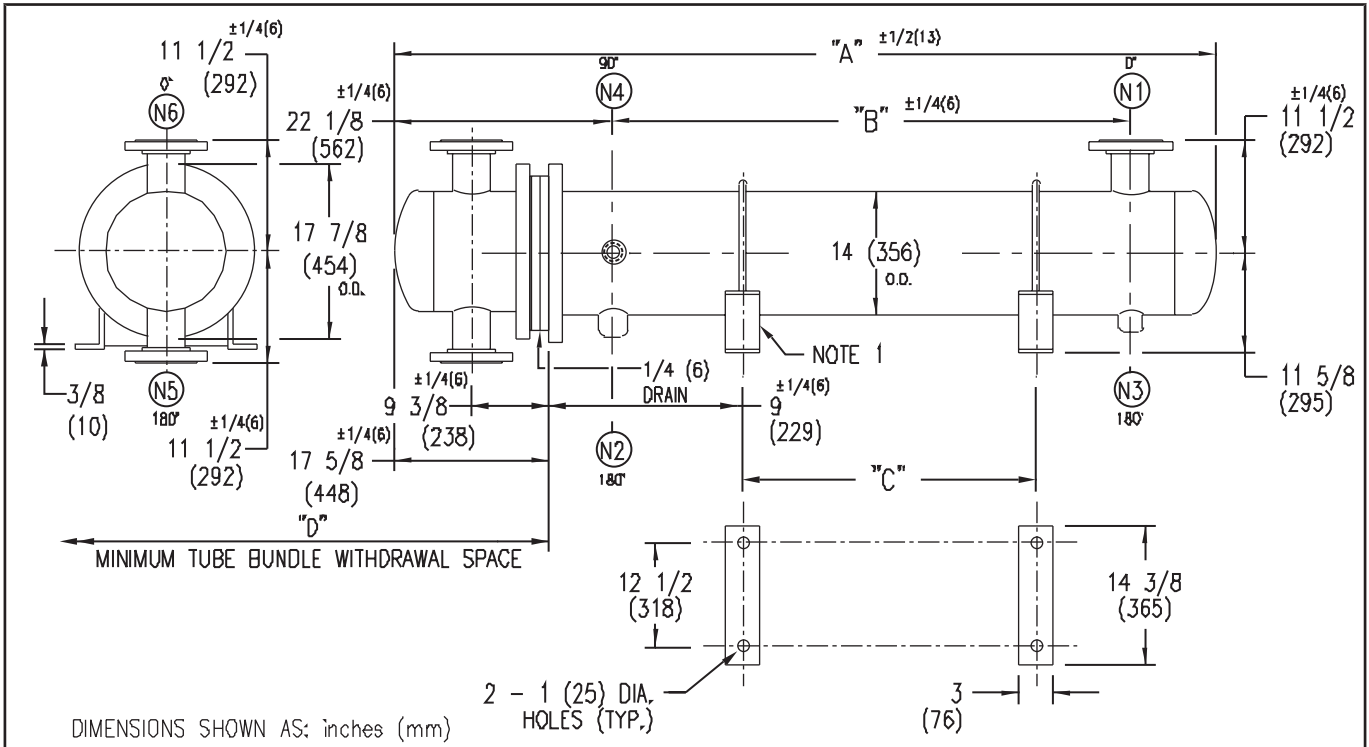 ±1/4(6)
11 1/2
(292)
0°
N6
±1/4(6)
22 1/8
(562)
"A" ±1/2(13)
90°
N4
"B" ±1/4(6)
0°
N1
±1/4(6)
11 1/2
(292)
17 7/8
(454)
O.D.
14 (356)
O.D.
NOTE 1
1/4 (6)
DRAIN
3/8
(10)
N5
180°
±1/4(6)
11 1/2
(292)
±1/4(6)
9 3/8
(238)
±1/4(6)
17 5/8
(448)
N2
180°
±1/4(6)
9
(229)
N3
180°
11 5/8
(295)
"C"
"D"
MINIMUM TUBE BUNDLE WITHDRAWAL SPACE
12 1/2
(318)
14 3/8
(365)
2 - 1 (25) DIA.
HOLES (TYP.)
3
(76)
DIMENSIONS SHOWN AS: inches (mm)